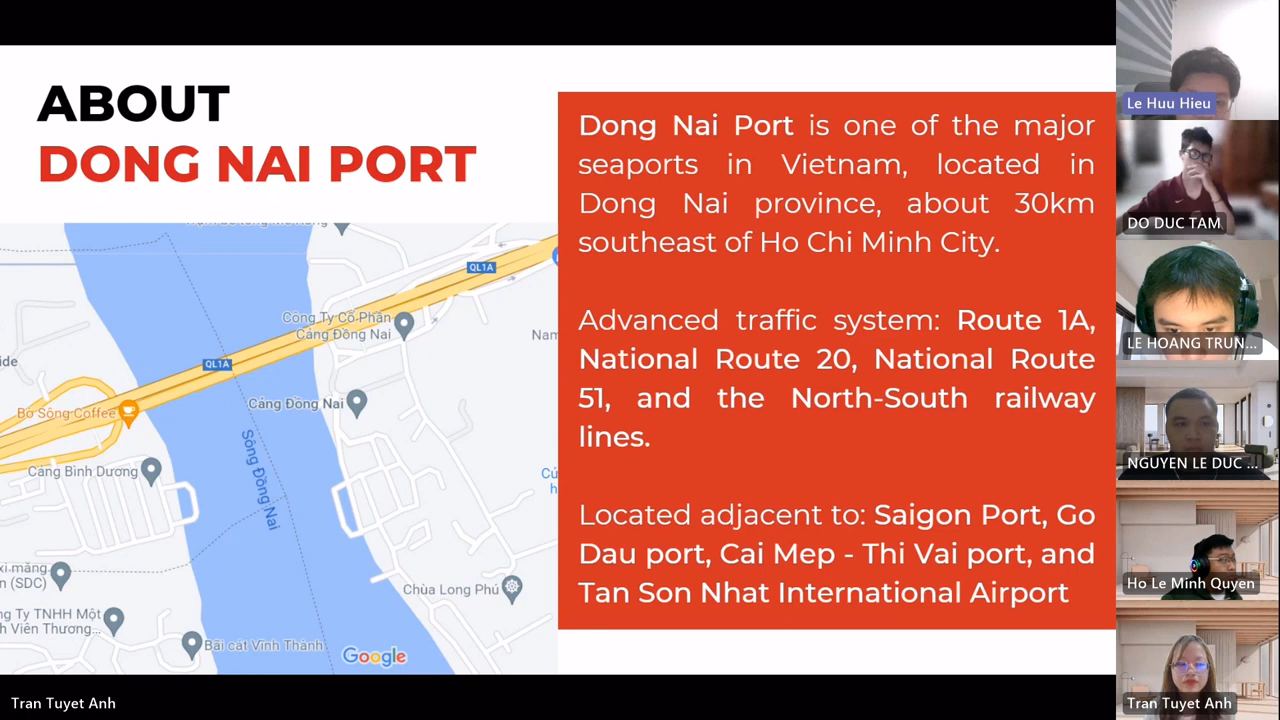 ABOUT
DONG NAI PORT
Dong Nai Port is one of the major
seaports in Vietnam, located in
Dong Nai province, about 30km
southeast of Ho Chi Minh City.
Advanced traffic system: Route 1A,
National Route 20, National Route
51, and the North-South railway
lines.
Located adjacent to: Saigon Port, Go
Dau port, Cai Mep - Thi Vai port, and
Tan Son Nhat International Airport
QL1A
Công Ty Cổ Phần
Cảng Đồng Nai
Nam
ide
QL1A
Bờ Sông Coffee
Cảng Đồng Nai
Sông Đồng Nai
Cảng Bình Dương
Cử
h
xi măng
n (SDC)
Chùa Long Phú
ng Ty TNHH Một
h Viên Thương...
Bãi cát Vĩnh Thành
Google
Le Huu Hieu
DO DUC TAM
LE HOANG TRUN...
NGUYEN LE DUC ...
Ho Le Minh Quyen
Tran Tuyet Anh
Tran Tuyet Anh